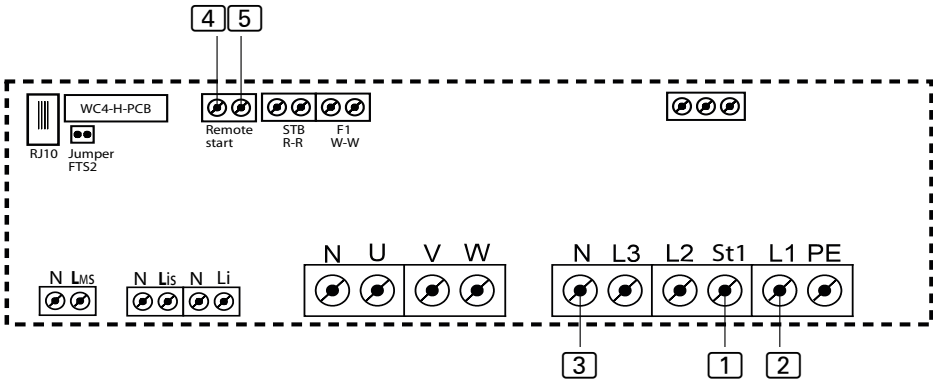 4 5
WC4-H-PCB
RJ10
Jumper
FTS2
Remote
start
STB
R-R
F1
W-W
N LMS
N Lis N Li
N U V W
N L3 L2 St1 L1 PE
3 1 2